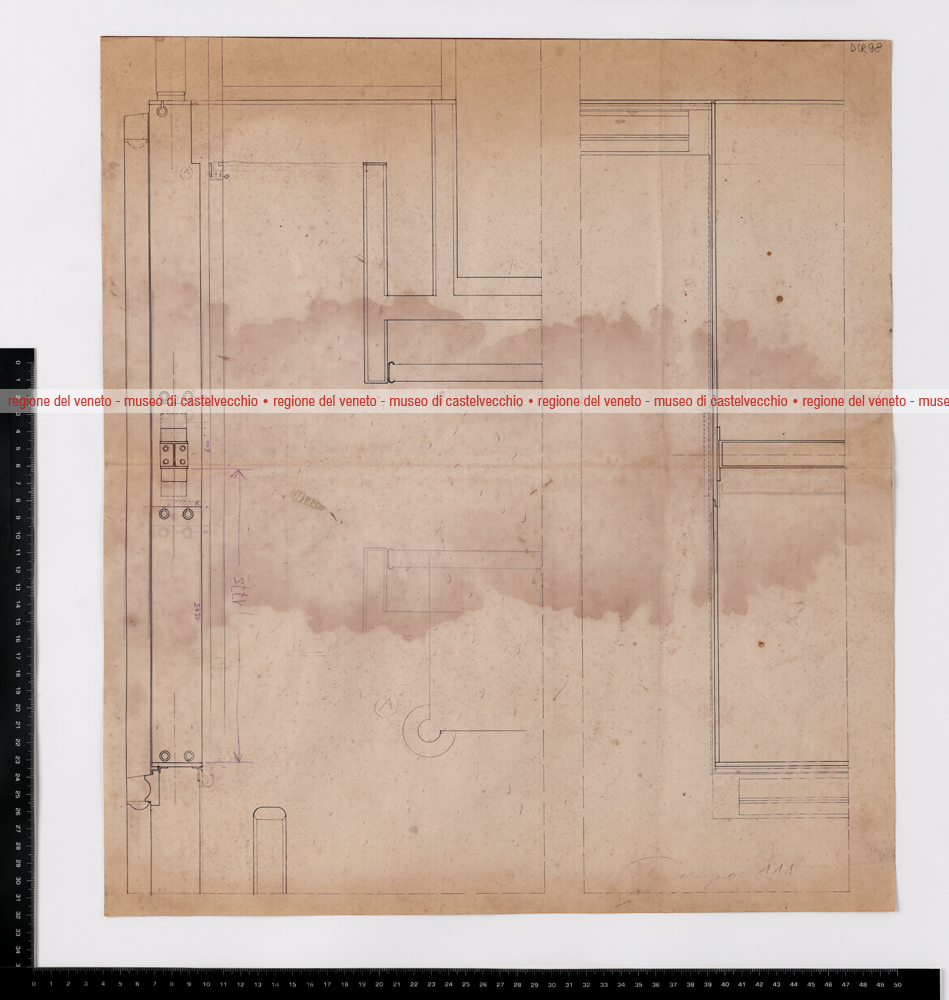 DIR 98
A
regione del veneto - museo di castelvecchio • regione del veneto - museo di castelvecchio • regione del veneto - museo di castelvecchio • regione del veneto - muse
1775
1515
A
111
0 1 4 5 6 7 8 9 10 11 12 13 14 15 16 17 18 19 20 21 22 23 24 25 26 27 28 29 30 31 32 33 34 3
0 1 2 3 4 5 6 7 8 9 10 11 12 13 14 15 16 17 18 19 20 21 22 23 24 25 26 27 28 29 30 31 32 33 34 35 36 37 38 39 40 41 42 43 44 45 46 47 48 49 50